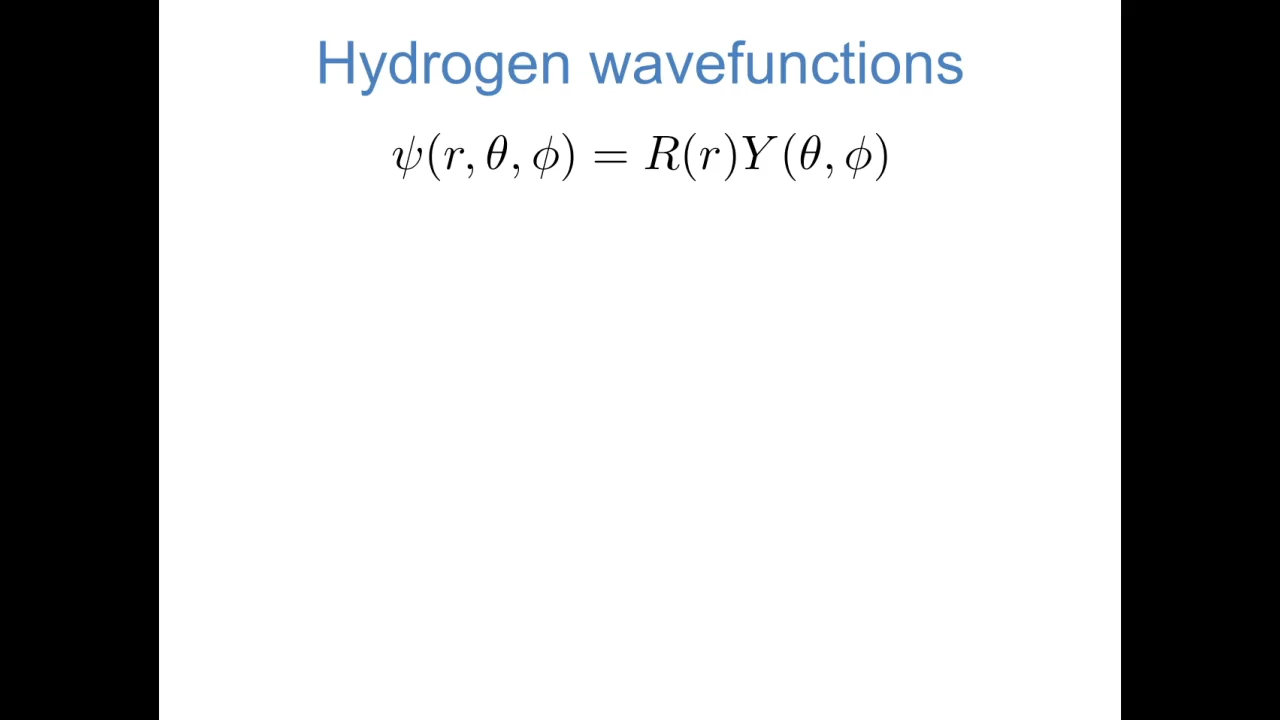 Hydrogen wavefunctions
ψ(r, θ, ϕ) = R(r)Y(θ, ϕ)